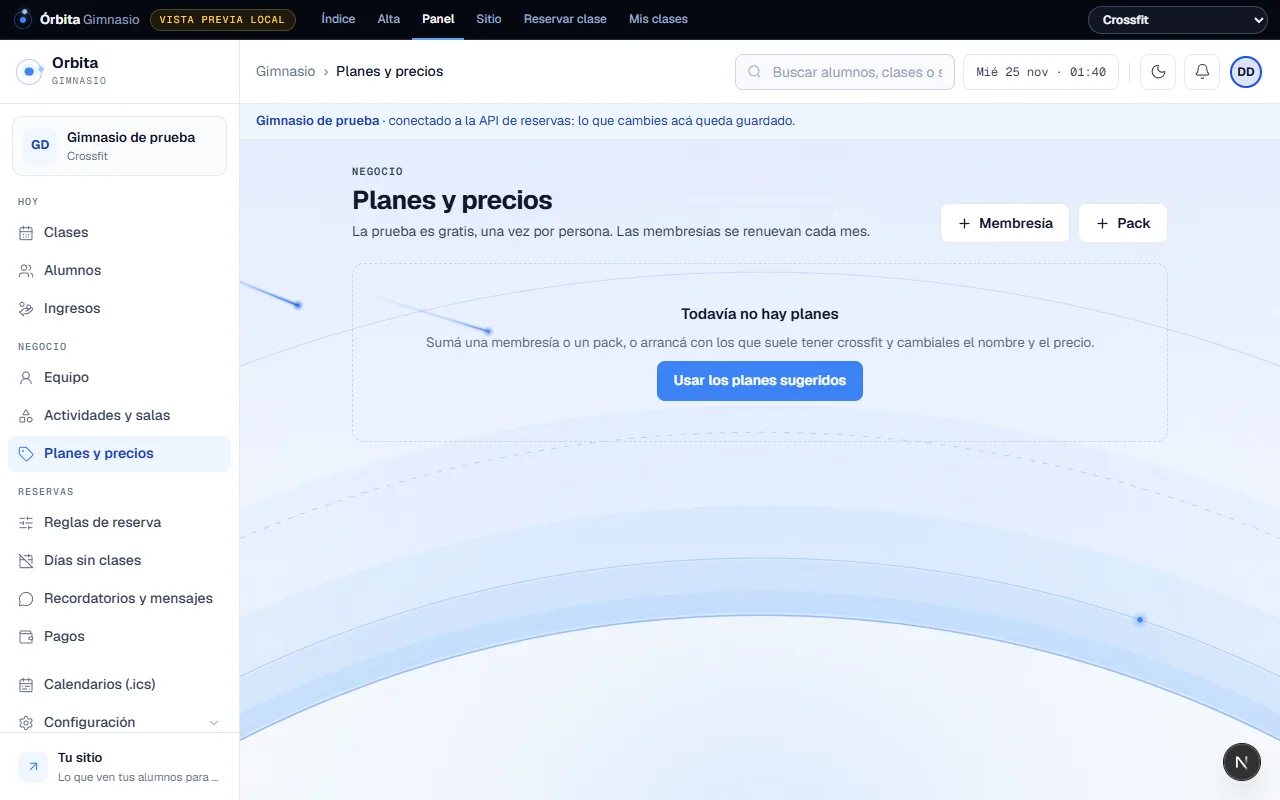 Órbita Gimnasio
VISTA PREVIA LOCAL
Índice
Alta
Panel
Sitio
Reservar clase
Mis clases
Crossfit
Orbita
GIMNASIO
Gimnasio › Planes y precios
Buscar alumnos, clases o s
Mié 25 nov · 01:40
DD
GD
Gimnasio de prueba
Crossfit
Gimnasio de prueba · conectado a la API de reservas: lo que cambies acá queda guardado.
HOY
Clases
Alumnos
Ingresos
NEGOCIO
Equipo
Actividades y salas
Planes y precios
RESERVAS
Reglas de reserva
Días sin clases
Recordatorios y mensajes
Pagos
Calendarios (.ics)
Configuración
Tu sitio
Lo que ven tus alumnos para ...
NEGOCIO
Planes y precios
La prueba es gratis, una vez por persona. Las membresías se renuevan cada mes.
+ Membresía
+ Pack
Todavía no hay planes
Sumá una membresía o un pack, o arrancá con los que suele tener crossfit y cambiales el nombre y el precio.
Usar los planes sugeridos
N